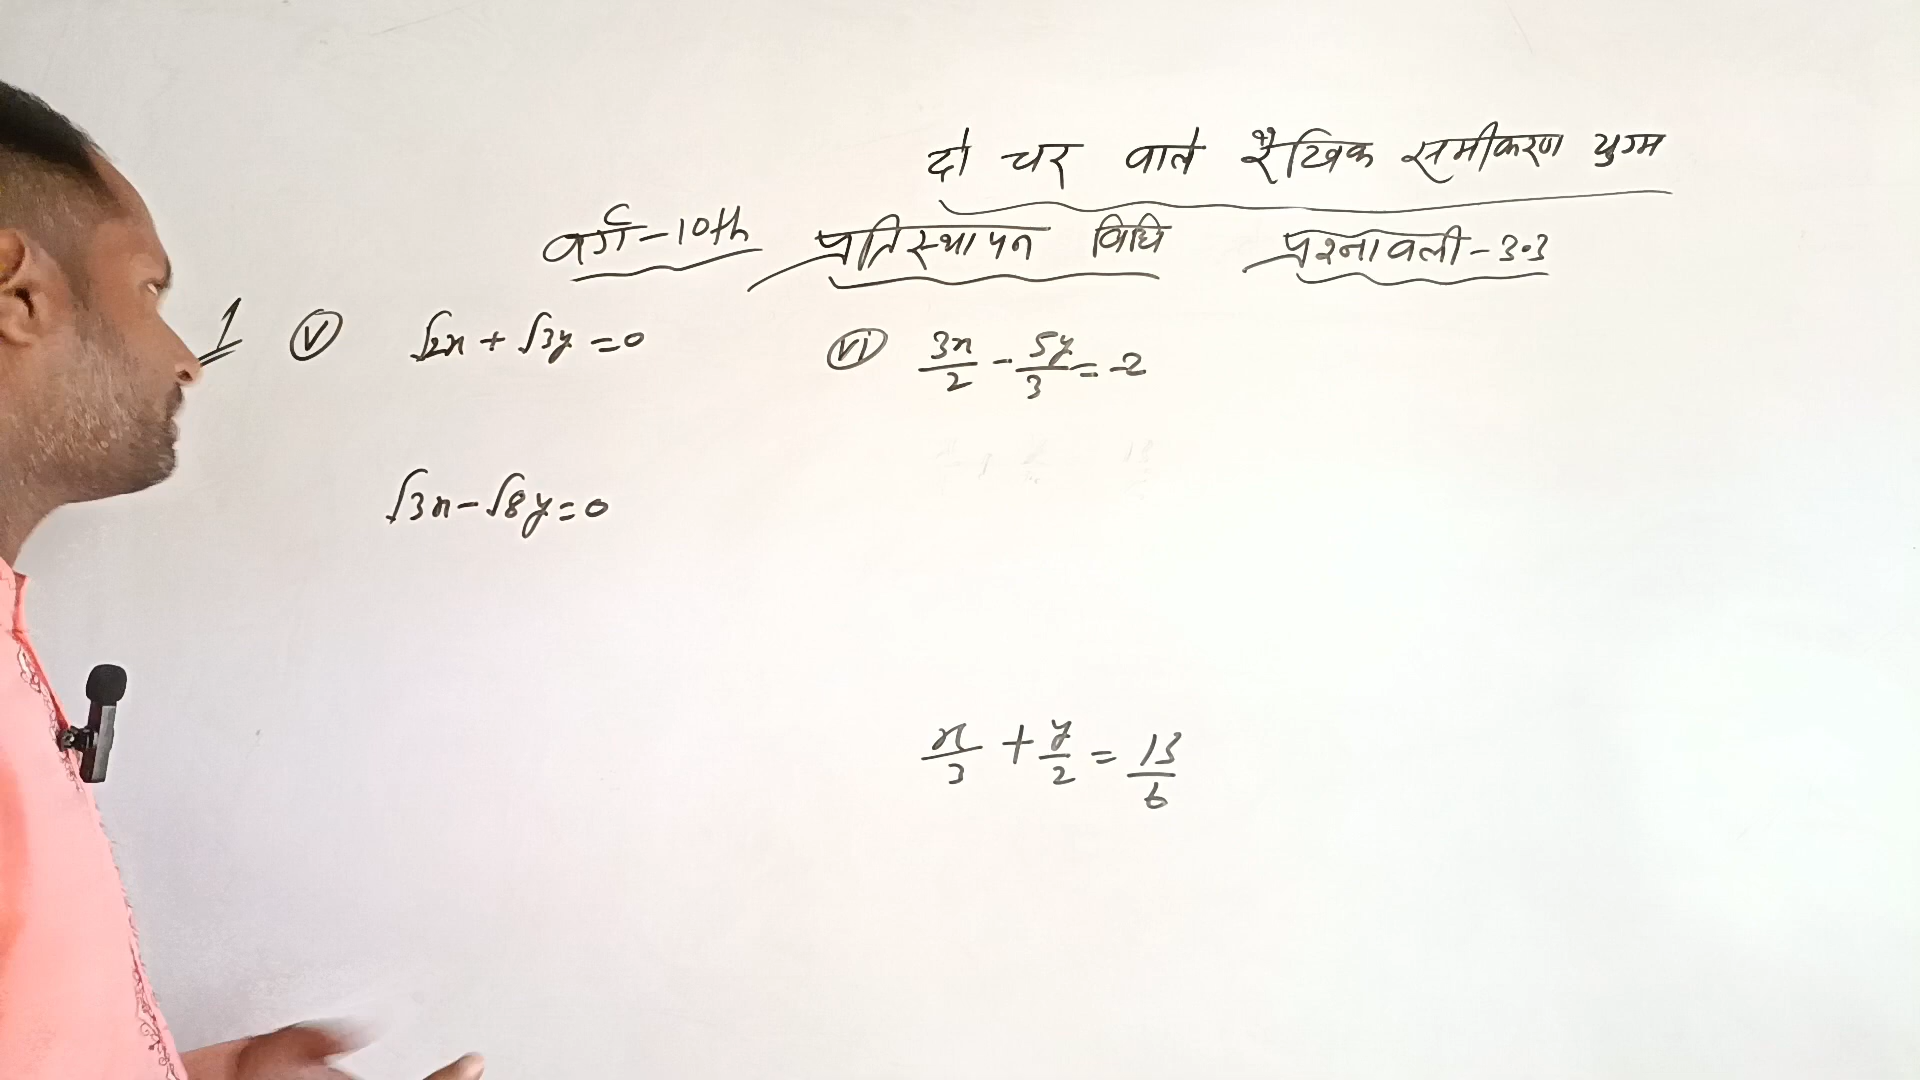 दो चर वाले रैखिक समीकरण युग्म
वर्ग-10th प्रतिस्थापन विधि प्रश्नावली-3.3
1 (v) √2x + √3y = 0
√3x - √8y = 0
(vi) 3x/2 - 5y/3 = -2
x/3 + y/2 = 13/6